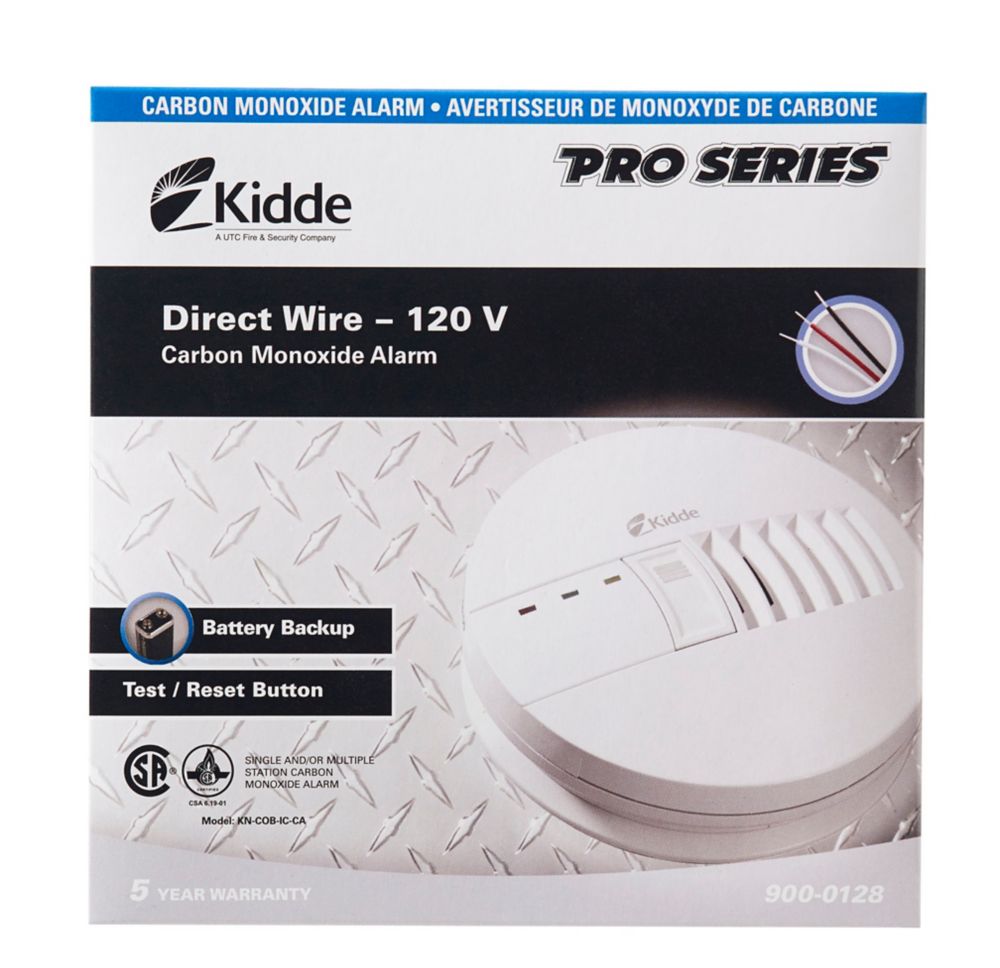 CARBON MONOXIDE ALARM • AVERTISSEUR DE MONOXYDE DE CARBONE
PRO SERIES
Kidde
A UTC Fire & Security Company
Direct Wire – 120 V
Carbon Monoxide Alarm
Kidde
Battery Backup
Test / Reset Button
SA ®
SINGLE AND/OR MULTIPLE
STATION CARBON
MONOXIDE ALARM
CERTIFIED
CSA 6.19-01
Model: KN-COB-IC-CA
5 YEAR WARRANTY
900-0128